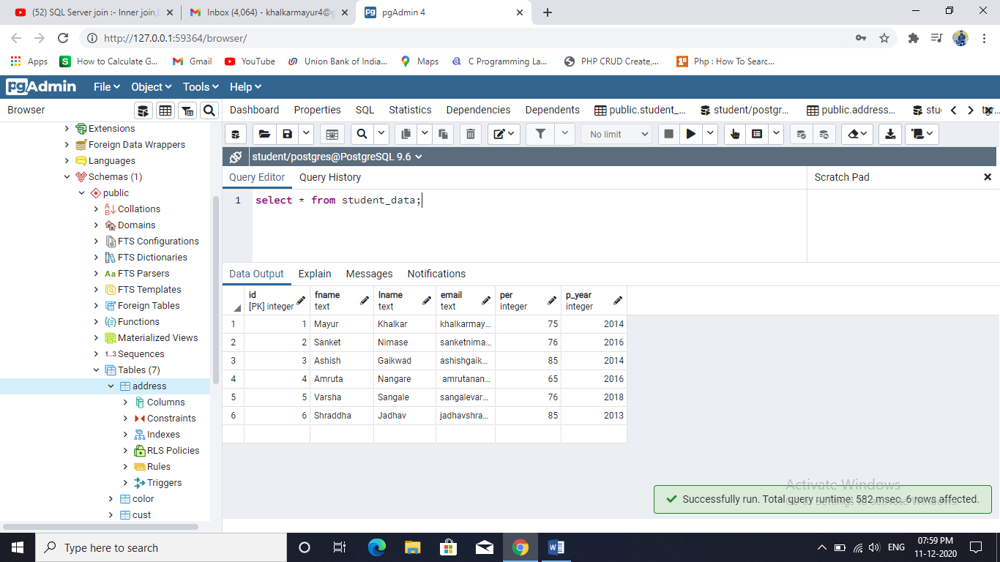 (52) SQL Server join :- Inner join,
Inbox (4,064) - khalkarmayur4@g
pgAdmin 4
http://127.0.0.1:59364/browser/
Apps
How to Calculate G...
Gmail
YouTube
Union Bank of India...
Maps
C Programming La...
PHP CRUD Create,...
Php : How To Searc...
pgAdmin
File
Object
Tools
Help
Browser
Dashboard
Properties
SQL
Statistics
Dependencies
Dependents
public.student_...
student/postgr...
public.address...
stu
No limit
student/postgres@PostgreSQL 9.6
Query Editor
Query History
Scratch Pad
1 select * from student_data;
Extensions
Foreign Data Wrappers
Languages
Schemas (1)
public
Collations
Domains
FTS Configurations
FTS Dictionaries
Aa FTS Parsers
FTS Templates
Foreign Tables
Functions
Materialized Views
1..3 Sequences
Tables (7)
address
Columns
Constraints
Indexes
RLS Policies
Rules
Triggers
color
cust
Data Output
Explain
Messages
Notifications
id [PK] integer
fname text
lname text
email text
per integer
p_year integer
1 1 Mayur Khalkar khalkarmay... 75 2014
2 2 Sanket Nimase sanketnima... 76 2016
3 3 Ashish Gaikwad ashishgaik... 85 2014
4 4 Amruta Nangare amrutanan... 65 2016
5 5 Varsha Sangale sangalevar... 76 2018
6 6 Shraddha Jadhav jadhavshra... 85 2013
Activate Windows
Go to Settings to activate Windows.
Successfully run. Total query runtime: 582 msec. 6 rows affected.
Type here to search
ENG
07:59 PM
11-12-2020